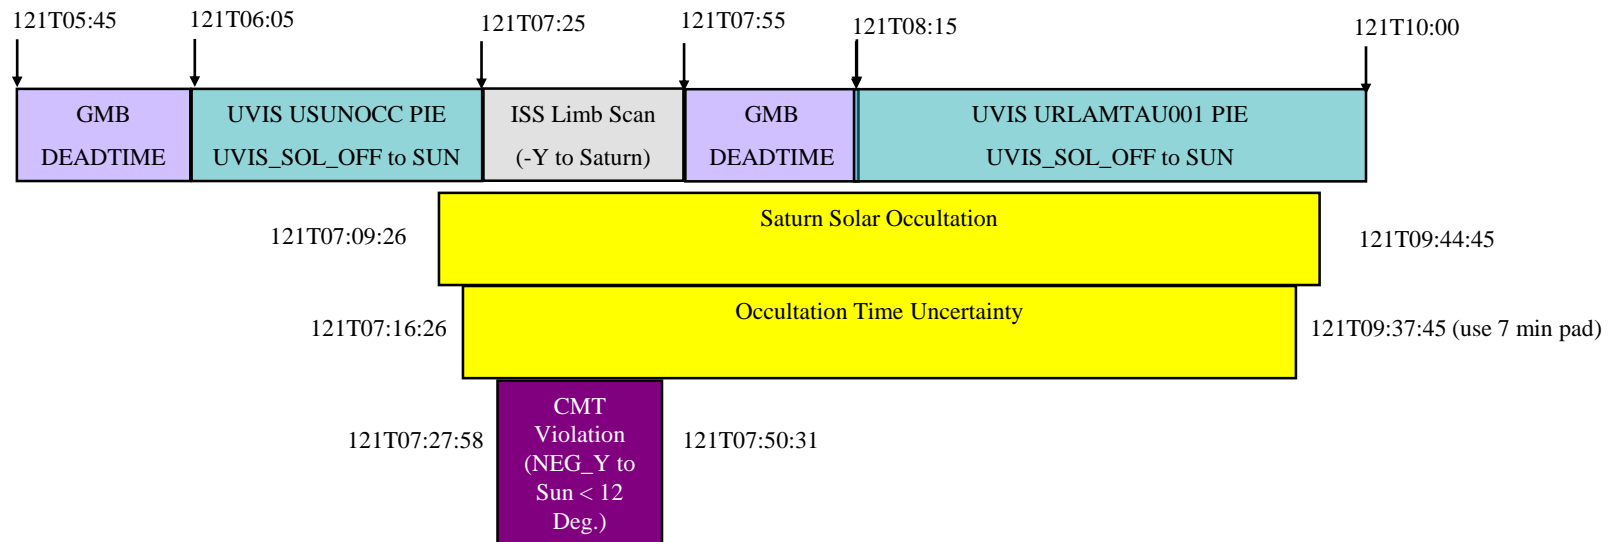 121T05:45
121T06:05
121T07:25
121T07:55
121T08:15
121T10:00
GMB
DEADTIME
UVIS USUNOCC PIE
UVIS_SOL_OFF to SUN
ISS Limb Scan
(-Y to Saturn)
GMB
DEADTIME
UVIS URLAMTAU001 PIE
UVIS_SOL_OFF to SUN
121T07:09:26
Saturn Solar Occultation
121T09:44:45
121T07:16:26
Occultation Time Uncertainty
121T09:37:45 (use 7 min pad)
121T07:27:58
CMT
Violation
(NEG_Y to
Sun < 12
Deg.)
121T07:50:31